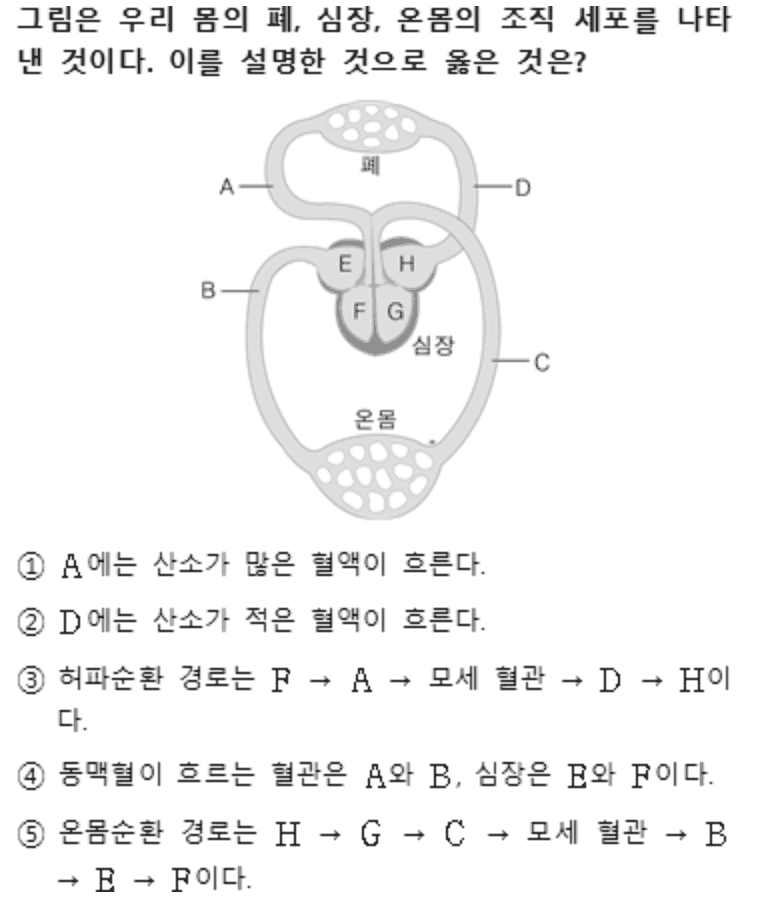 그림은 우리 몸의 폐, 심장, 온몸의 조직 세포를 나타
낸 것이다. 이를 설명한 것으로 옳은 것은?
폐
A
D
E
H
B
F
G
심장
C
온몸
① A에는 산소가 많은 혈액이 흐른다.
② D에는 산소가 적은 혈액이 흐른다.
③ 허파순환 경로는 F → A → 모세 혈관 → D → H이
다.
④ 동맥혈이 흐르는 혈관은 A와 B, 심장은 E와 F이다.
⑤ 온몸순환 경로는 H → G → C → 모세 혈관 → B
→ E → F이다.